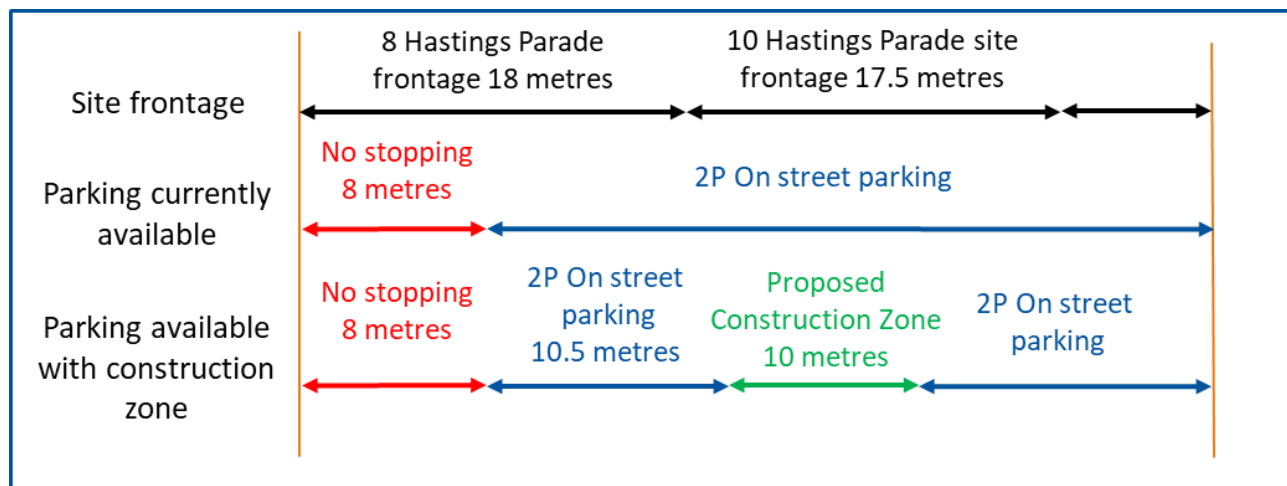 8 Hastings Parade
frontage 18 metres
10 Hastings Parade site
frontage 17.5 metres
Site frontage
No stopping
8 metres
2P On street parking
Parking currently
available
No stopping
8 metres
2P On street
parking
10.5 metres
Proposed
Construction Zone
10 metres
2P On street
parking
Parking available
with construction
zone